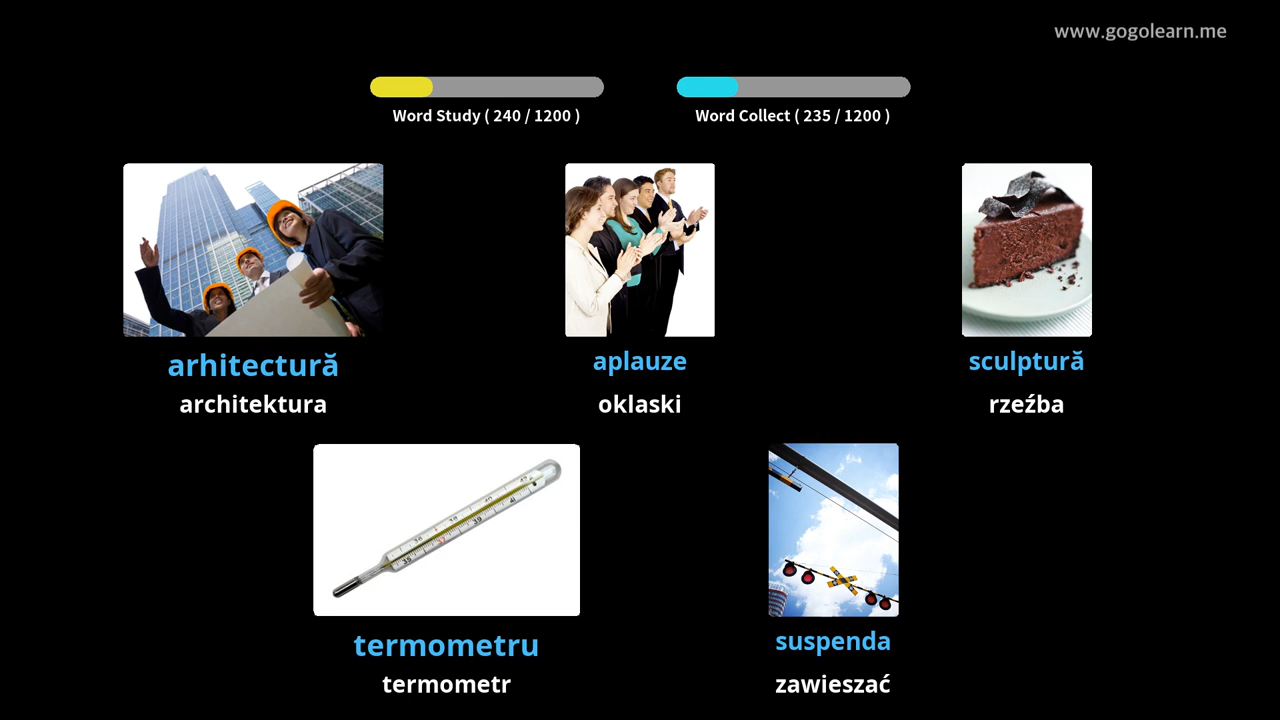 www.gogolearn.me
Word Study ( 240 / 1200 )
Word Collect ( 235 / 1200 )
arhitectură
architektura
aplauze
oklaski
sculptură
rzeźba
termometru
termometr
suspenda
zawieszać